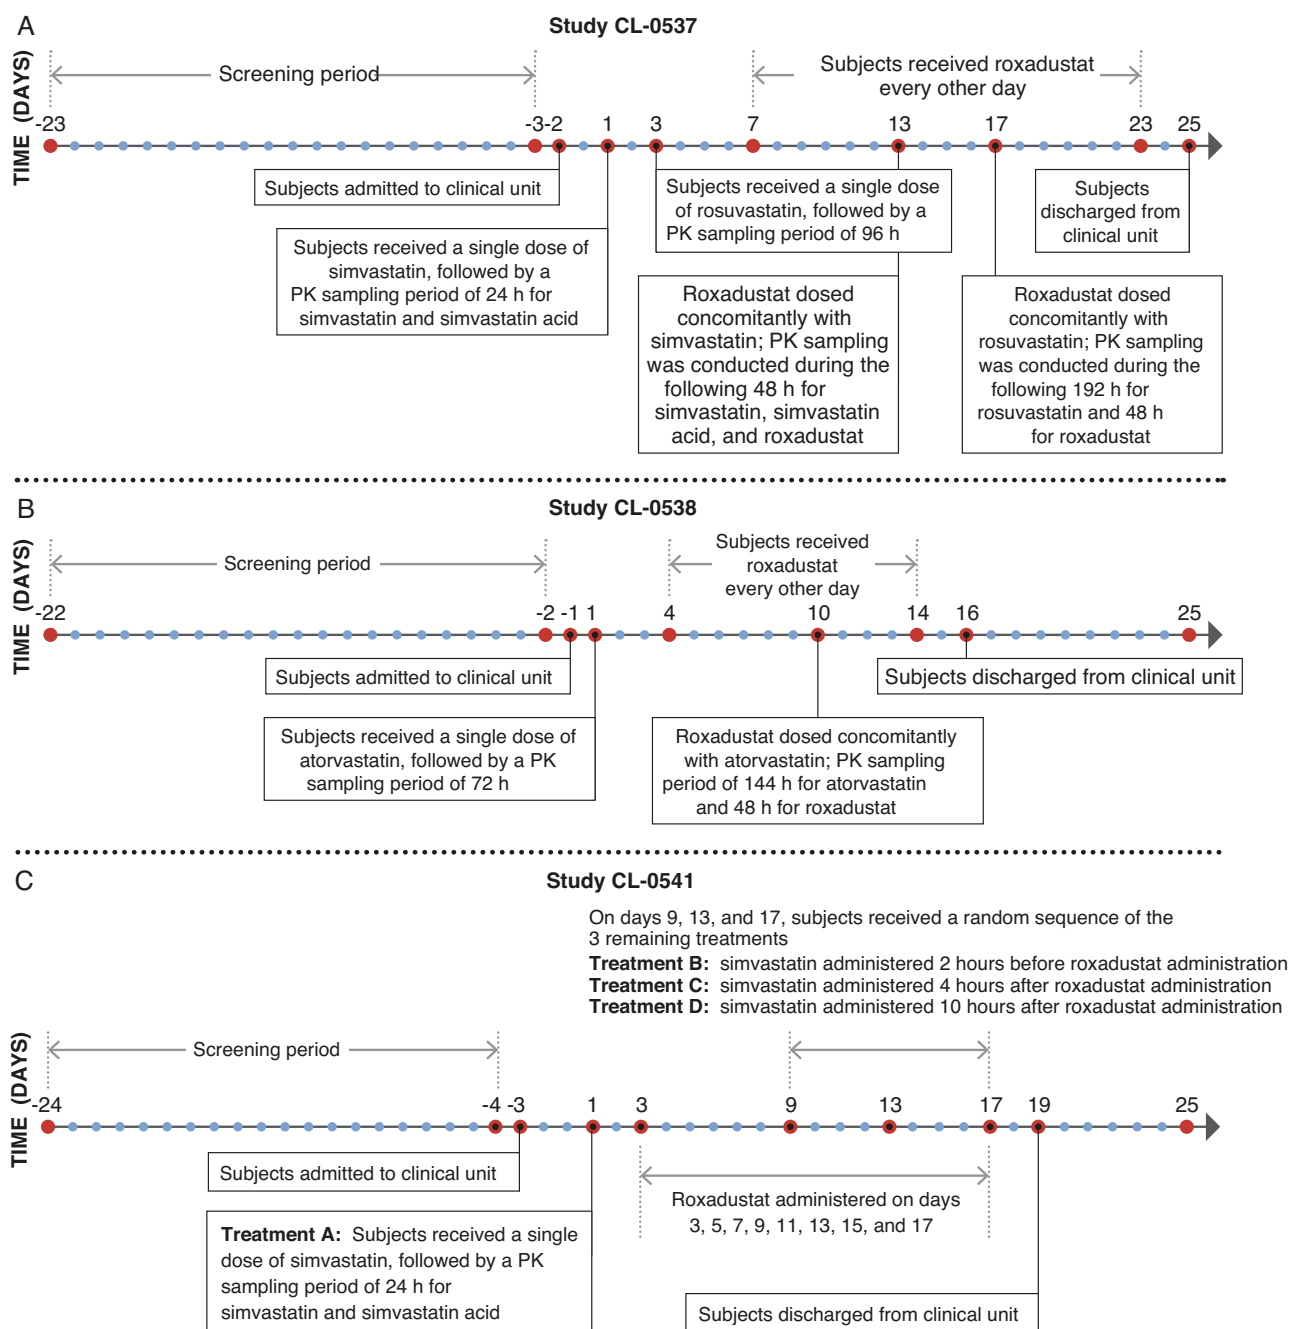 A
Study CL-0537
TIME (DAYS)
Screening period
Subjects received roxadustat
every other day
-23
-3
-2
1
3
7
13
17
23
25
Subjects admitted to clinical unit
Subjects received a single dose of
simvastatin, followed by a
PK sampling period of 24 h for
simvastatin and simvastatin acid
Subjects received a single dose
of rosuvastatin, followed by a
PK sampling period of 96 h
Roxadustat dosed
concomitantly with
simvastatin; PK sampling
was conducted during the
following 48 h for
simvastatin, simvastatin
acid, and roxadustat
Roxadustat dosed
concomitantly with
rosuvastatin; PK sampling
was conducted during the
following 192 h for
rosuvastatin and 48 h
for roxadustat
Subjects
discharged from
clinical unit
B
Study CL-0538
TIME (DAYS)
Screening period
Subjects received
roxadustat
every other day
-22
-2
-1
1
4
10
14
16
25
Subjects admitted to clinical unit
Subjects received a single dose of
atorvastatin, followed by a PK
sampling period of 72 h
Roxadustat dosed concomitantly
with atorvastatin; PK sampling
period of 144 h for atorvastatin
and 48 h for roxadustat
Subjects discharged from clinical unit
C
Study CL-0541
On days 9, 13, and 17, subjects received a random sequence of the
3 remaining treatments
Treatment B: simvastatin administered 2 hours before roxadustat administration
Treatment C: simvastatin administered 4 hours after roxadustat administration
Treatment D: simvastatin administered 10 hours after roxadustat administration
TIME (DAYS)
Screening period
-24
-4
-3
1
3
9
13
17
19
25
Subjects admitted to clinical unit
Treatment A: Subjects received a single
dose of simvastatin, followed by a PK
sampling period of 24 h for
simvastatin and simvastatin acid
Roxadustat administered on days
3, 5, 7, 9, 11, 13, 15, and 17
Subjects discharged from clinical unit